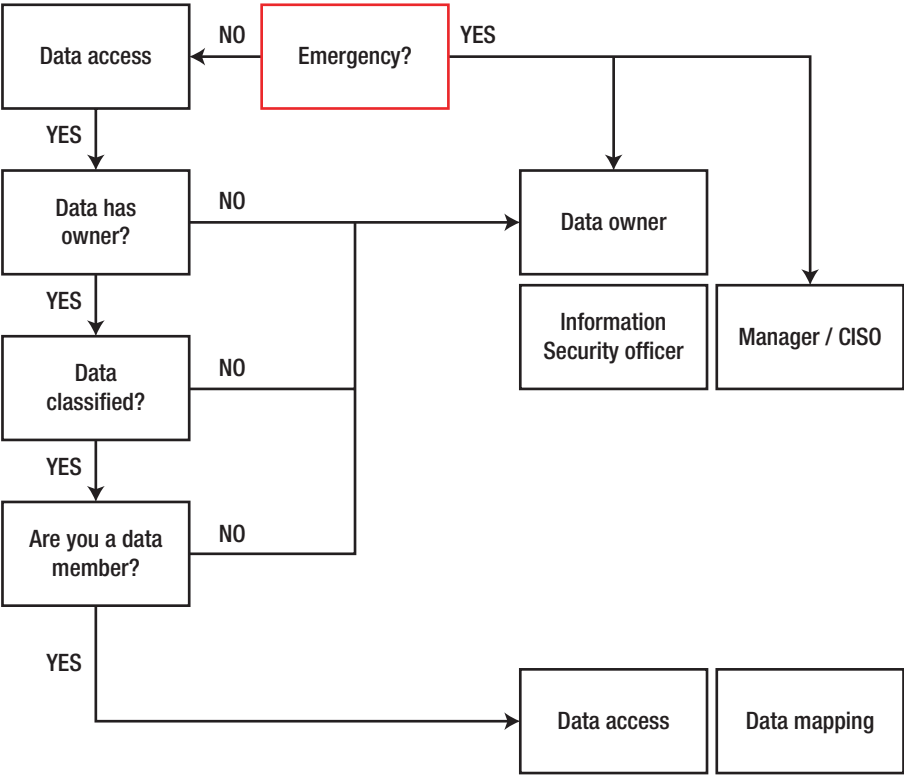 NO
YES
Data access
Emergency?
YES
Data has
owner?
NO
Data owner
YES
Information
Security officer
Manager / CISO
Data
classified?
NO
YES
Are you a data
member?
NO
YES
Data access
Data mapping